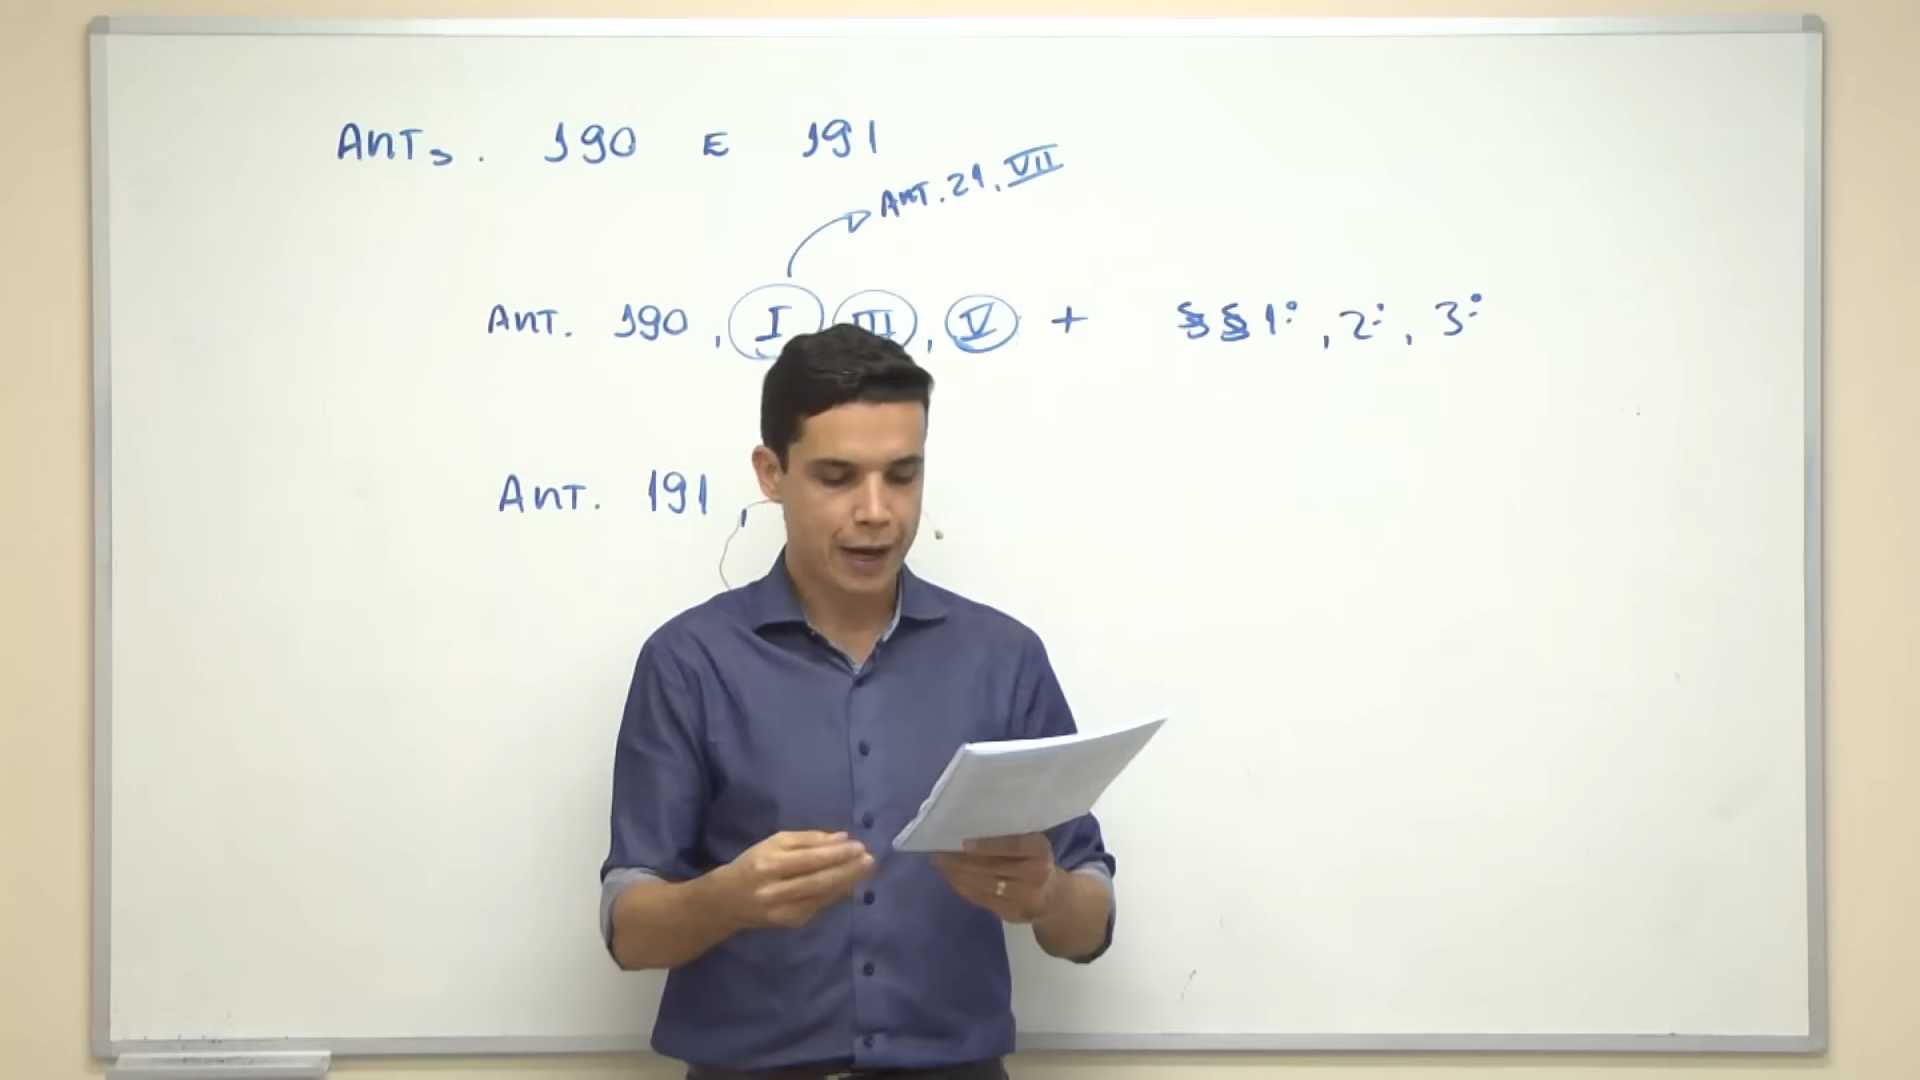 ARTs. 190 E 191
ART. 21, VII
ART. 190, I III, V + §§ 1º, 2º, 3º
ART. 191,